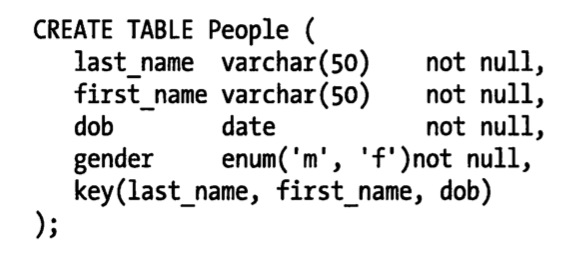 CREATE TABLE People (
   last_name  varchar(50)    not null,
   first_name varchar(50)    not null,
   dob        date           not null,
   gender     enum('m', 'f')not null,
   key(last_name, first_name, dob)
);